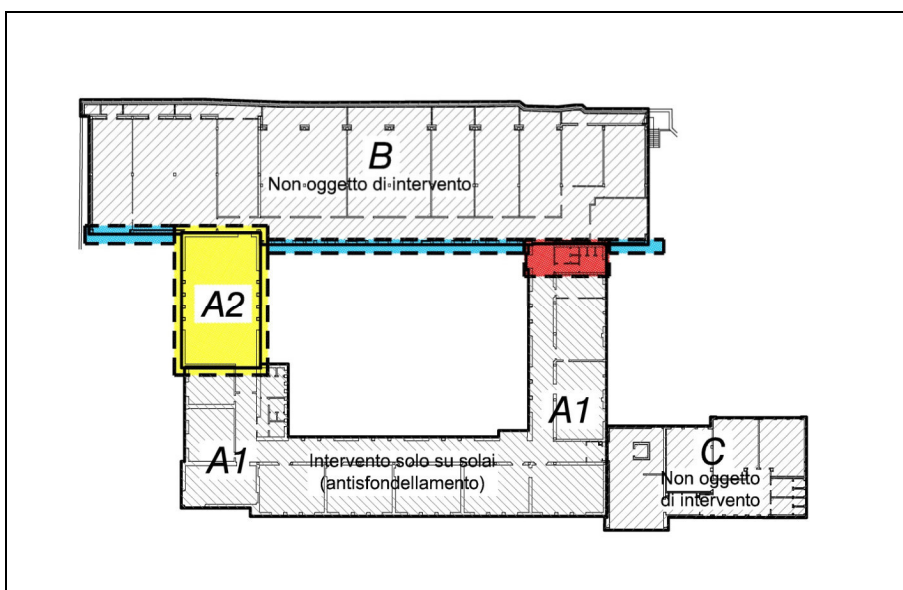 B
Non oggetto di intervento
A2
A1
A1
Intervento solo su solai
(antisfondellamento)
C
Non oggetto
di intervento